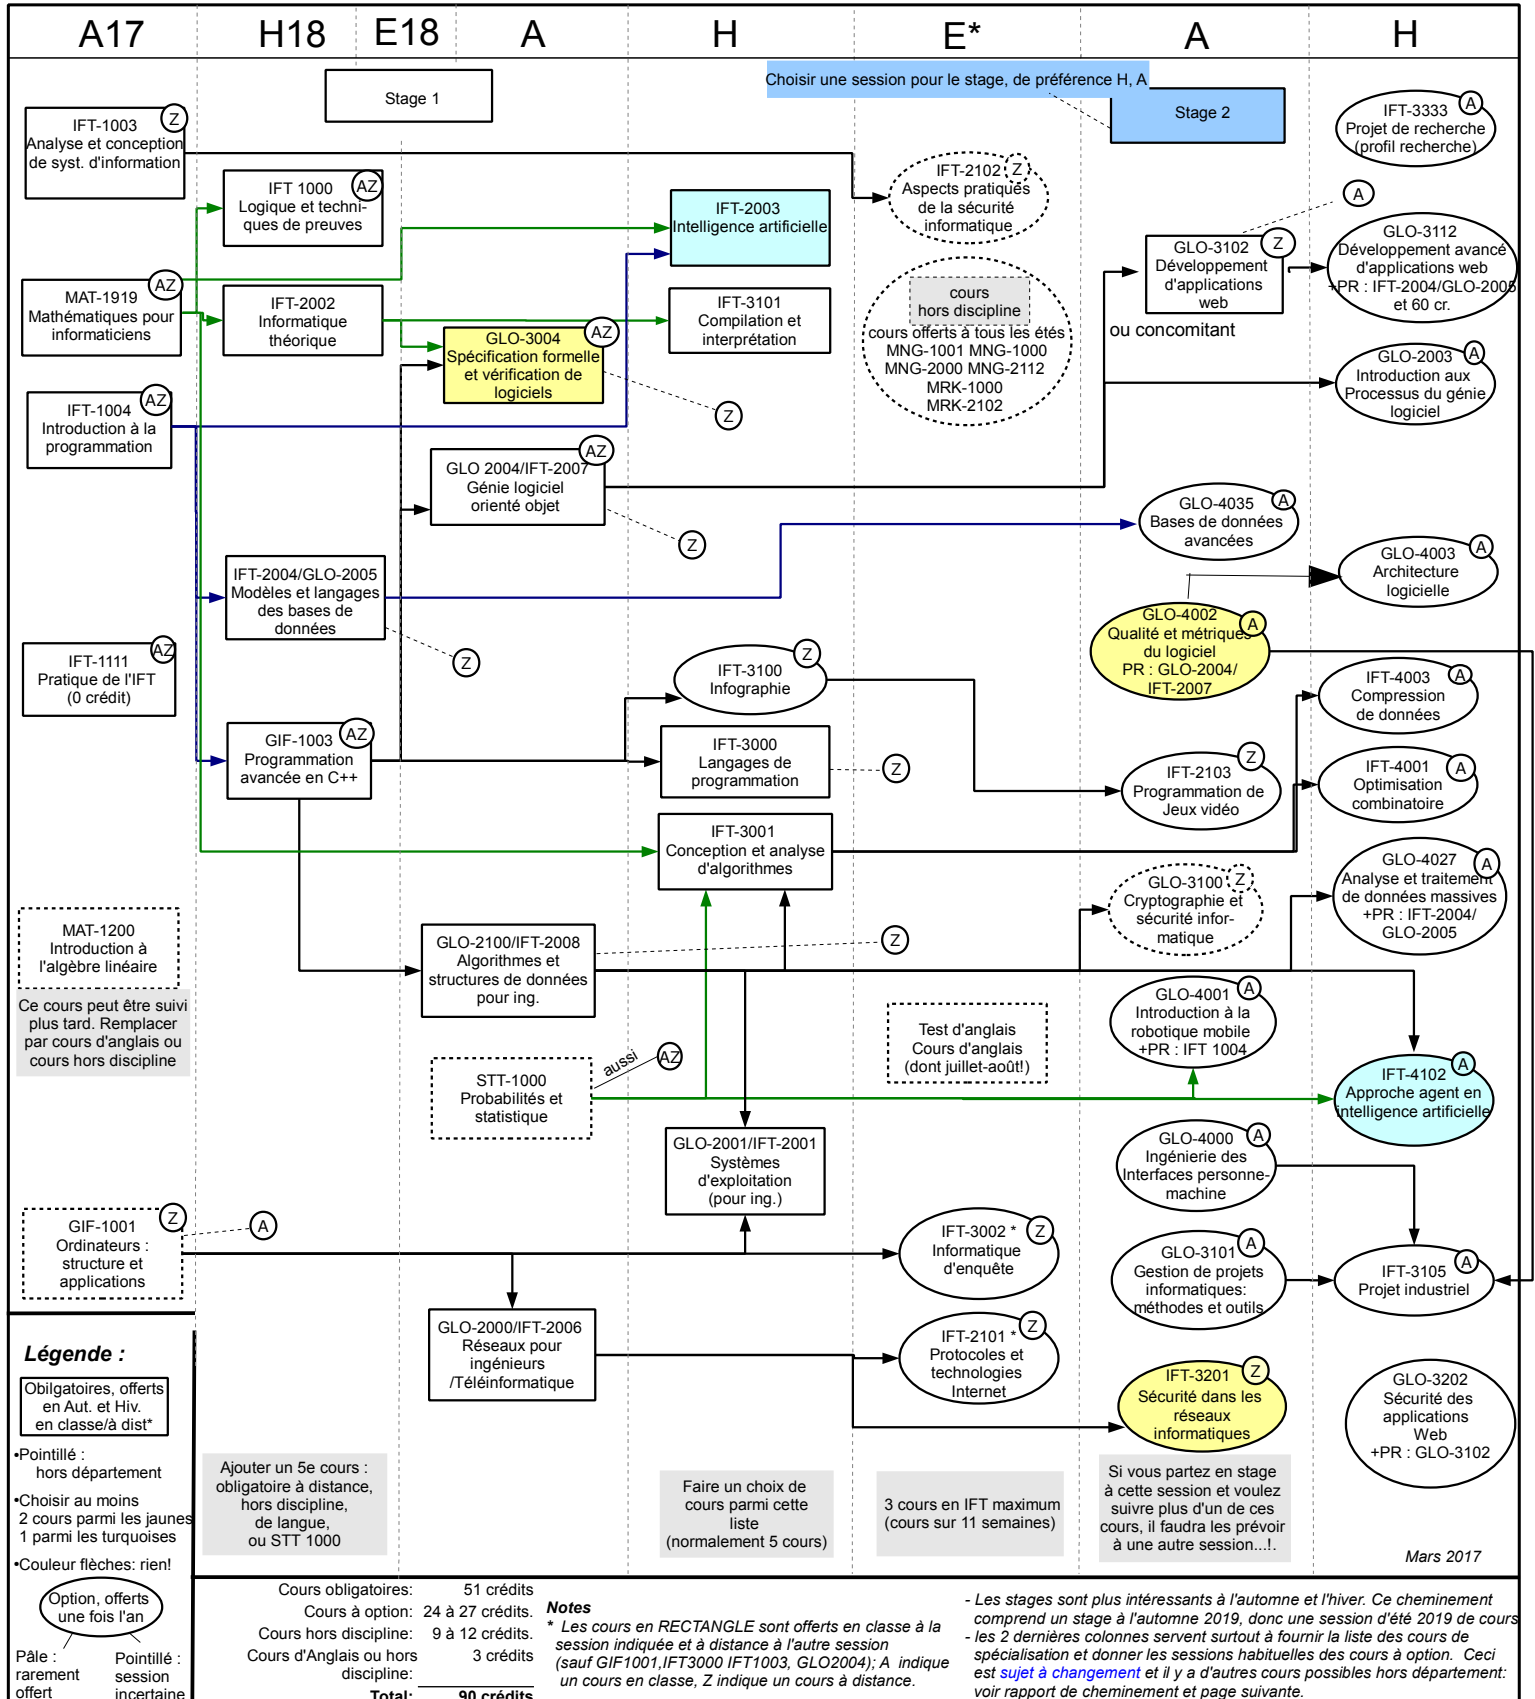 A17
H18
E18
A
H
E*
A
H
Stage 1
Choisir une session pour le stage, de préférence H, A
Stage 2
IFT-1003
Analyse et conception
de syst. d'information
Z
MAT-1919
Mathématiques pour
informaticiens
AZ
IFT-1004
Introduction à la
programmation
AZ
IFT-1111
Pratique de l'IFT
(0 crédit)
AZ
MAT-1200
Introduction à
l'algèbre linéaire
Ce cours peut être suivi
plus tard. Remplacer
par cours d'anglais ou
cours hors discipline
GIF-1001
Ordinateurs :
structure et
applications
Z
A
IFT 1000
Logique et techni-
ques de preuves
AZ
IFT-2002
Informatique
théorique
IFT-2004/GLO-2005
Modèles et langages
des bases de
données
Z
GIF-1003
Programmation
avancée en C++
AZ
Ajouter un 5e cours :
obligatoire à distance,
hors discipline,
de langue,
ou STT 1000
GLO-3004
Spécification formelle
et vérification de
logiciels
AZ
Z
GLO 2004/IFT-2007
Génie logiciel
orienté objet
AZ
Z
GLO-2100/IFT-2008
Algorithmes et
structures de données
pour ing.
Z
STT-1000
Probabilités et
statistique
aussi
AZ
GLO-2000/IFT-2006
Réseaux pour
ingénieurs
/Téléinformatique
IFT-2003
Intelligence artificielle
IFT-3101
Compilation et
interprétation
IFT-3100
Infographie
Z
IFT-3000
Langages de
programmation
Z
IFT-3001
Conception et analyse
d'algorithmes
GLO-2001/IFT-2001
Systèmes
d'exploitation
(pour ing.)
Faire un choix de
cours parmi cette
liste
(normalement 5 cours)
IFT-2102
Aspects pratiques
de la sécurité
informatique
Z
cours
hors discipline
cours offerts à tous les étés
MNG-1001 MNG-1000
MNG-2000 MNG-2112
MRK-1000
MRK-2102
Test d'anglais
Cours d'anglais
(dont juillet-août!)
IFT-3002 *
Informatique
d'enquête
Z
IFT-2101 *
Protocoles et
technologies
Internet
Z
3 cours en IFT maximum
(cours sur 11 semaines)
GLO-3102
Développement
d'applications
web
Z
A
ou concomitant
GLO-4035
Bases de données
avancées
A
GLO-4002
Qualité et métriques
du logiciel
PR : GLO-2004/
IFT-2007
A
IFT-2103
Programmation de
Jeux vidéo
Z
GLO-3100
Cryptographie et
sécurité infor-
matique
Z
GLO-4001
Introduction à la
robotique mobile
+PR : IFT 1004
A
GLO-4000
Ingénierie des
Interfaces personne-
machine
A
GLO-3101
Gestion de projets
informatiques:
méthodes et outils
A
IFT-3201
Sécurité dans les
réseaux
informatiques
Z
Si vous partez en stage
à cette session et voulez
suivre plus d'un de ces
cours, il faudra les prévoir
à une autre session...!.
IFT-3333
Projet de recherche
(profil recherche)
A
GLO-3112
Développement avancé
d'applications web
+PR : IFT-2004/GLO-2005
et 60 cr.
GLO-2003
Introduction aux
Processus du génie
logiciel
A
GLO-4003
Architecture
logicielle
A
IFT-4003
Compression
de données
A
IFT-4001
Optimisation
combinatoire
A
GLO-4027
Analyse et traitement
de données massives
+PR : IFT-2004/
GLO-2005
A
IFT-4102
Approche agent en
intelligence artificielle
A
IFT-3105
Projet industriel
A
GLO-3202
Sécurité des
applications
Web
+PR : GLO-3102
Mars 2017
Légende :
Obilgatoires, offerts
en Aut. et Hiv.
en classe/à dist*
•Pointillé :
hors département
•Choisir au moins
2 cours parmi les jaunes
1 parmi les turquoises
•Couleur flèches: rien!
Option, offerts
une fois l'an
Pâle :
rarement
offert
Pointillé :
session
incertaine
Cours obligatoires: 51 crédits
Cours à option: 24 à 27 crédits.
Cours hors discipline: 9 à 12 crédits.
Cours d'Anglais ou hors 3 crédits
discipline:
Total: 90 crédits
Notes
* Les cours en RECTANGLE sont offerts en classe à la
session indiquée et à distance à l'autre session
(sauf GIF1001,IFT3000 IFT1003, GLO2004); A indique
un cours en classe, Z indique un cours à distance.
- Les stages sont plus intéressants à l'automne et l'hiver. Ce cheminement
comprend un stage à l'automne 2019, donc une session d'été 2019 de cours
- les 2 dernières colonnes servent surtout à fournir la liste des cours de
spécialisation et donner les sessions habituelles des cours à option. Ceci
est sujet à changement et il y a d'autres cours possibles hors département:
voir rapport de cheminement et page suivante.